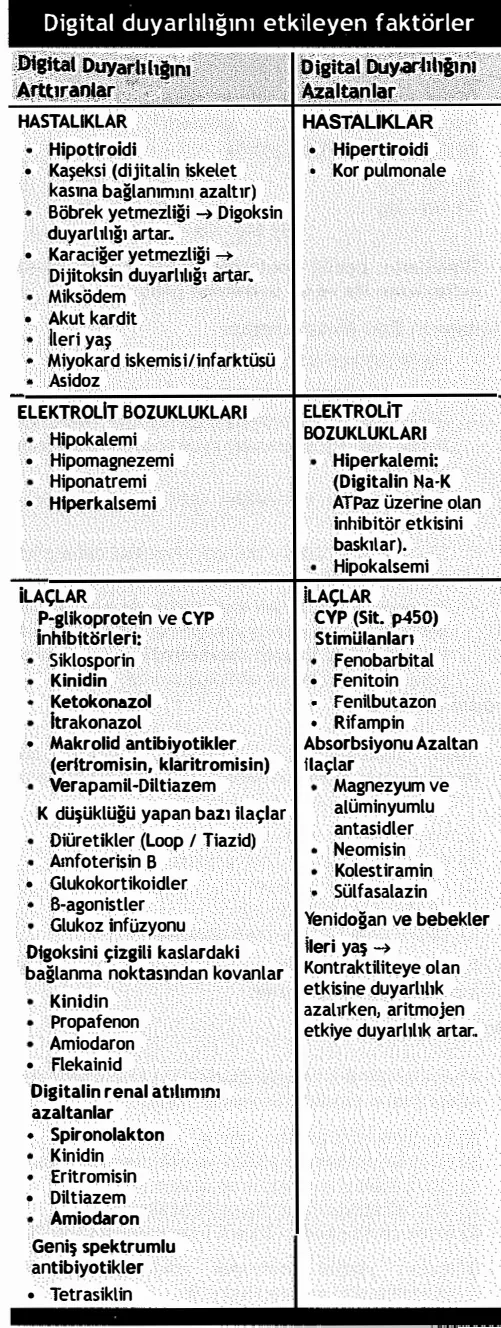 Digital duyarlılığını etkileyen faktörler
Digital Duyarlılığını
Arttıranlar
HASTALIKLAR
• Hipotiroidi
• Kaşeksi (dijitalin iskelet
kasına bağlanımını azaltır)
• Böbrek yetmezliği → Digoksin
duyarlılığı artar.
• Karaciğer yetmezliği →
Dijitoksin duyarlılığı artar.
• Miksödem
• Akut kardit
• İleri yaş
• Miyokard iskemisi/infarktüsü
• Asidoz
ELEKTROLİT BOZUKLUKLARI
• Hipokalemi
• Hipomagnezemi
• Hiponatremi
• Hiperkalsemi
İLAÇLAR
P-glikoprotein ve CYP
İnhibitörleri:
• Siklosporin
• Kinidin
• Ketokonazol
• İtrakonazol
• Makrolid antibiyotikler
(eritromisin, klaritromisin)
• Verapamil-Diltiazem
K düşüklüğü yapan bazı ilaçlar
• Diüretikler (Loop / Tiazid)
• Amfoterisin B
• Glukokortikoidler
• B-agonistler
• Glukoz infüzyonu
Digoksini çizgili kaslardaki
bağlanma noktasından kovanlar
• Kinidin
• Propafenon
• Amiodaron
• Flekainid
Digitalin renal atılımını
azaltanlar
• Spironolakton
• Kinidin
• Eritromisin
• Diltiazem
• Amiodaron
Geniş spektrumlu
antibiyotikler
• Tetrasiklin
Digital Duyarlılığını
Azaltanlar
HASTALIKLAR
• Hipertiroidi
• Kor pulmonale
ELEKTROLİT
BOZUKLUKLARI
• Hiperkalemi:
(Digitalin Na-K
ATPaz üzerine olan
inhibitör etkisini
baskılar).
• Hipokalsemi
İLAÇLAR
CYP (Sit. p450)
Stimülanları
• Fenobarbital
• Fenitoin
• Fenilbutazon
• Rifampin
Absorbsiyonu Azaltan
ilaçlar
• Magnezyum ve
alüminyumlu
antasidler
• Neomisin
• Kolestiramin
• Sülfasalazin
Yenidoğan ve bebekler
İleri yaş →
Kontraktiliteye olan
etkisine duyarlılık
azalırken, aritmojen
etkiye duyarlılık artar.